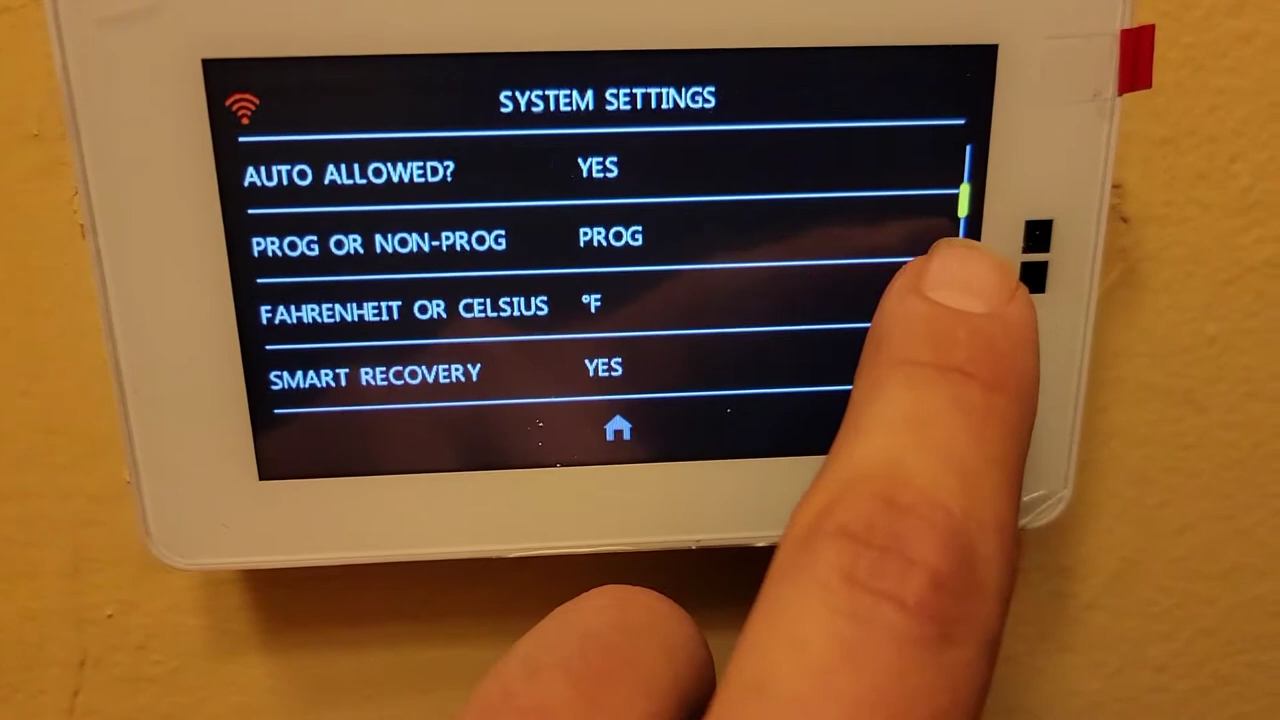 SYSTEM SETTINGS
AUTO ALLOWED? YES
PROG OR NON-PROG PROG
FAHRENHEIT OR CELSIUS °F
SMART RECOVERY YES